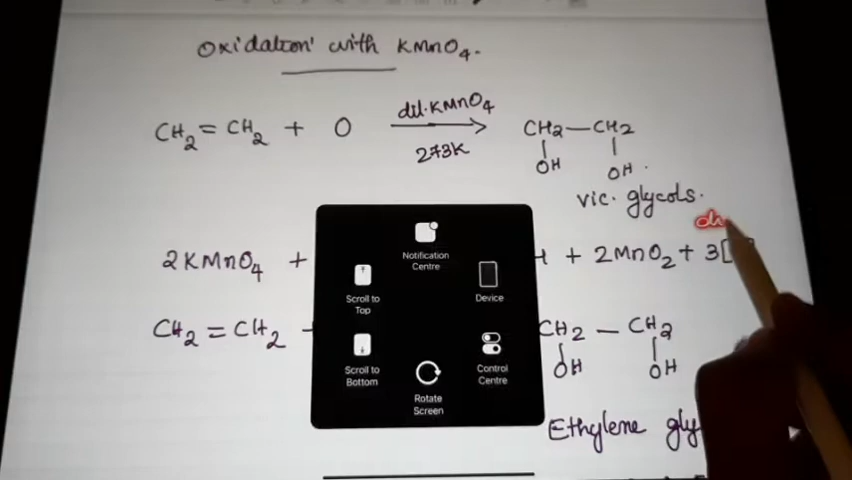 Oxidation with KMnO4.
CH2=CH2 + O dil.KMnO4 CH2—CH2
273K OH OH.
vic. glycols.
2KMnO4 + + 2MnO2 + 3[
CH2=CH2 CH2 — CH2
OH OH
Ethylene
Notification
Centre
Scroll to
Top
Device
Scroll to
Bottom
Control
Centre
Rotate
Screen